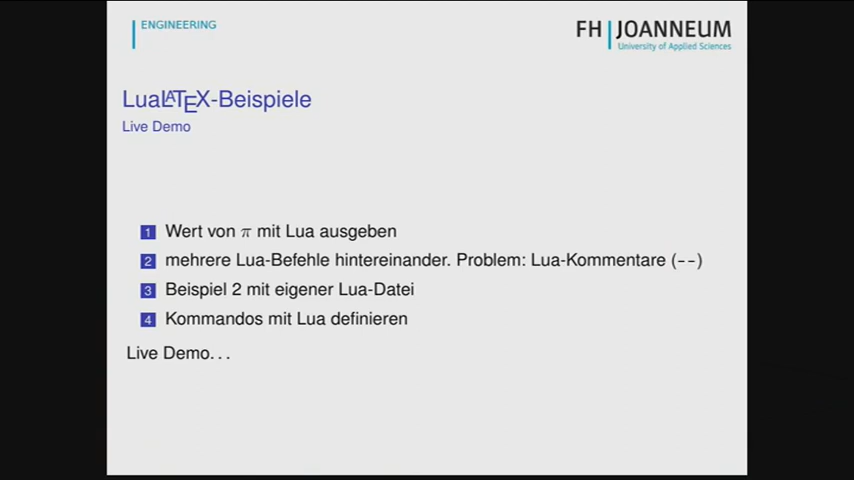 ENGINEERING
FH JOANNEUM
University of Applied Sciences
LuaLATEX-Beispiele
Live Demo
1 Wert von π mit Lua ausgeben
2 mehrere Lua-Befehle hintereinander. Problem: Lua-Kommentare (--)
3 Beispiel 2 mit eigener Lua-Datei
4 Kommandos mit Lua definieren
Live Demo...